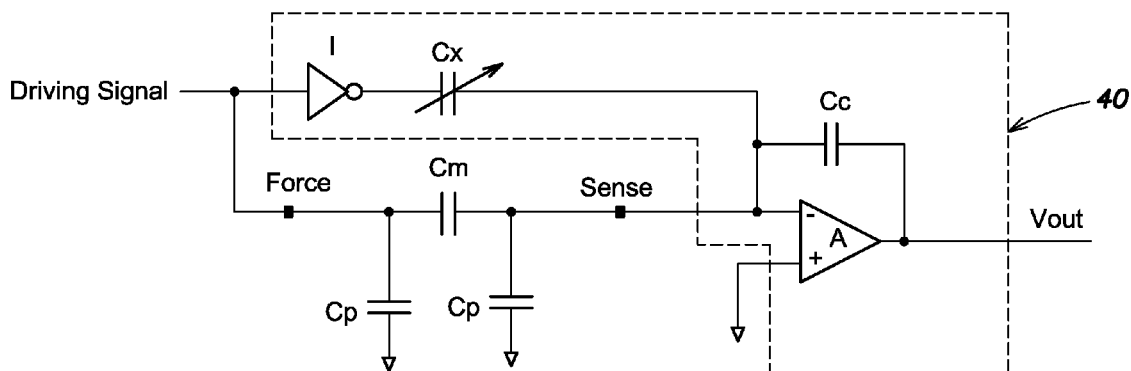 I
Cx
Driving Signal
Cc
40
Force
Cm
Sense
-
A
+
Vout
Cp
Cp